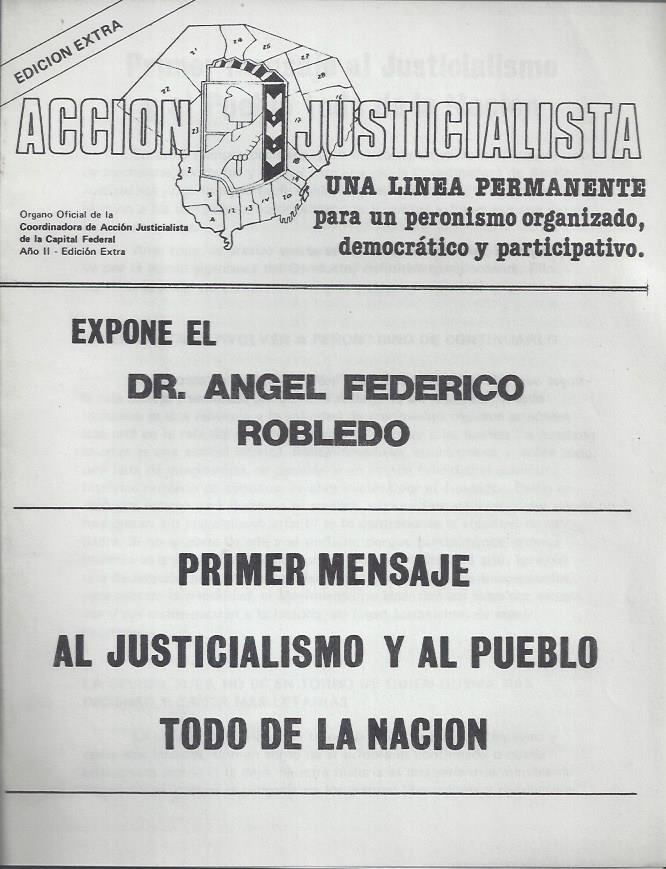 EDICION EXTRA
ACCION JUSTICIALISTA
UNA LINEA PERMANENTE
para un peronismo organizado,
democrático y participativo.
Organo Oficial de la
Coordinadora de Acción Justicialista
de la Capital Federal
Año II - Edición Extra
EXPONE EL
DR. ANGEL FEDERICO
ROBLEDO
PRIMER MENSAJE
AL JUSTICIALISMO Y AL PUEBLO
TODO DE LA NACION